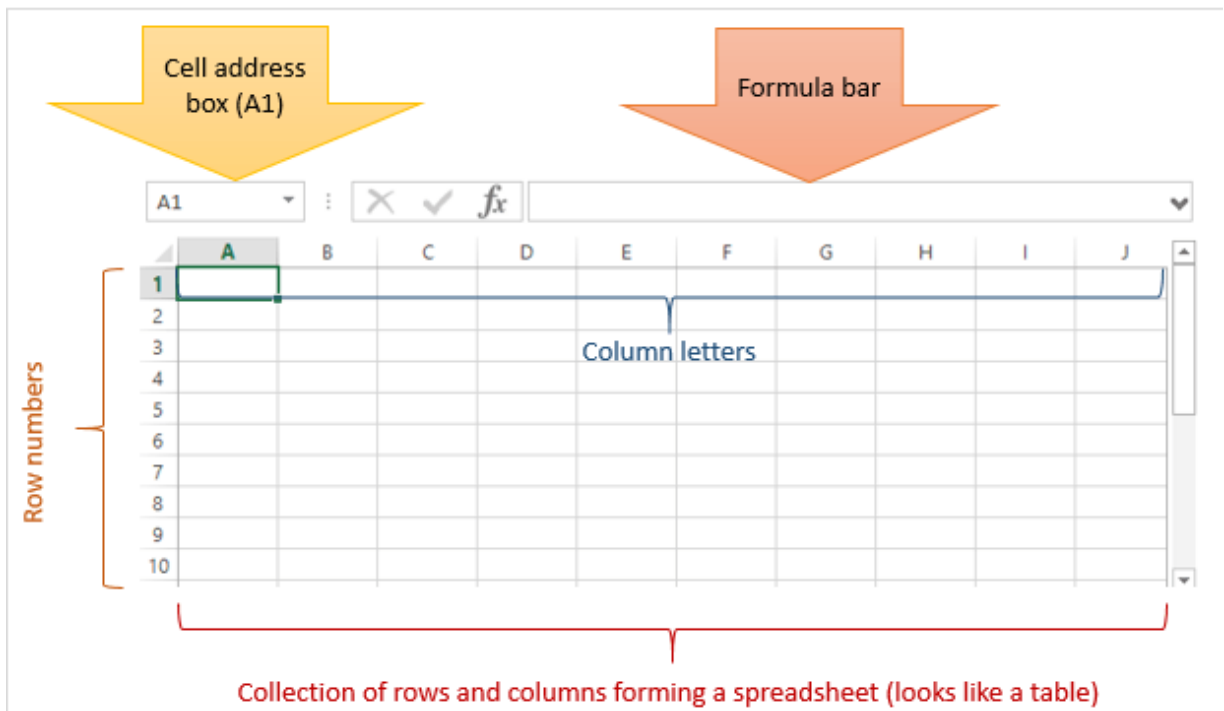 Cell address
box (A1)
Formula bar
A1 fx
A B C D E F G H I J
1
2
3
Column letters
4
5
6
7
8
9
10
Row numbers
Collection of rows and columns forming a spreadsheet (looks like a table)